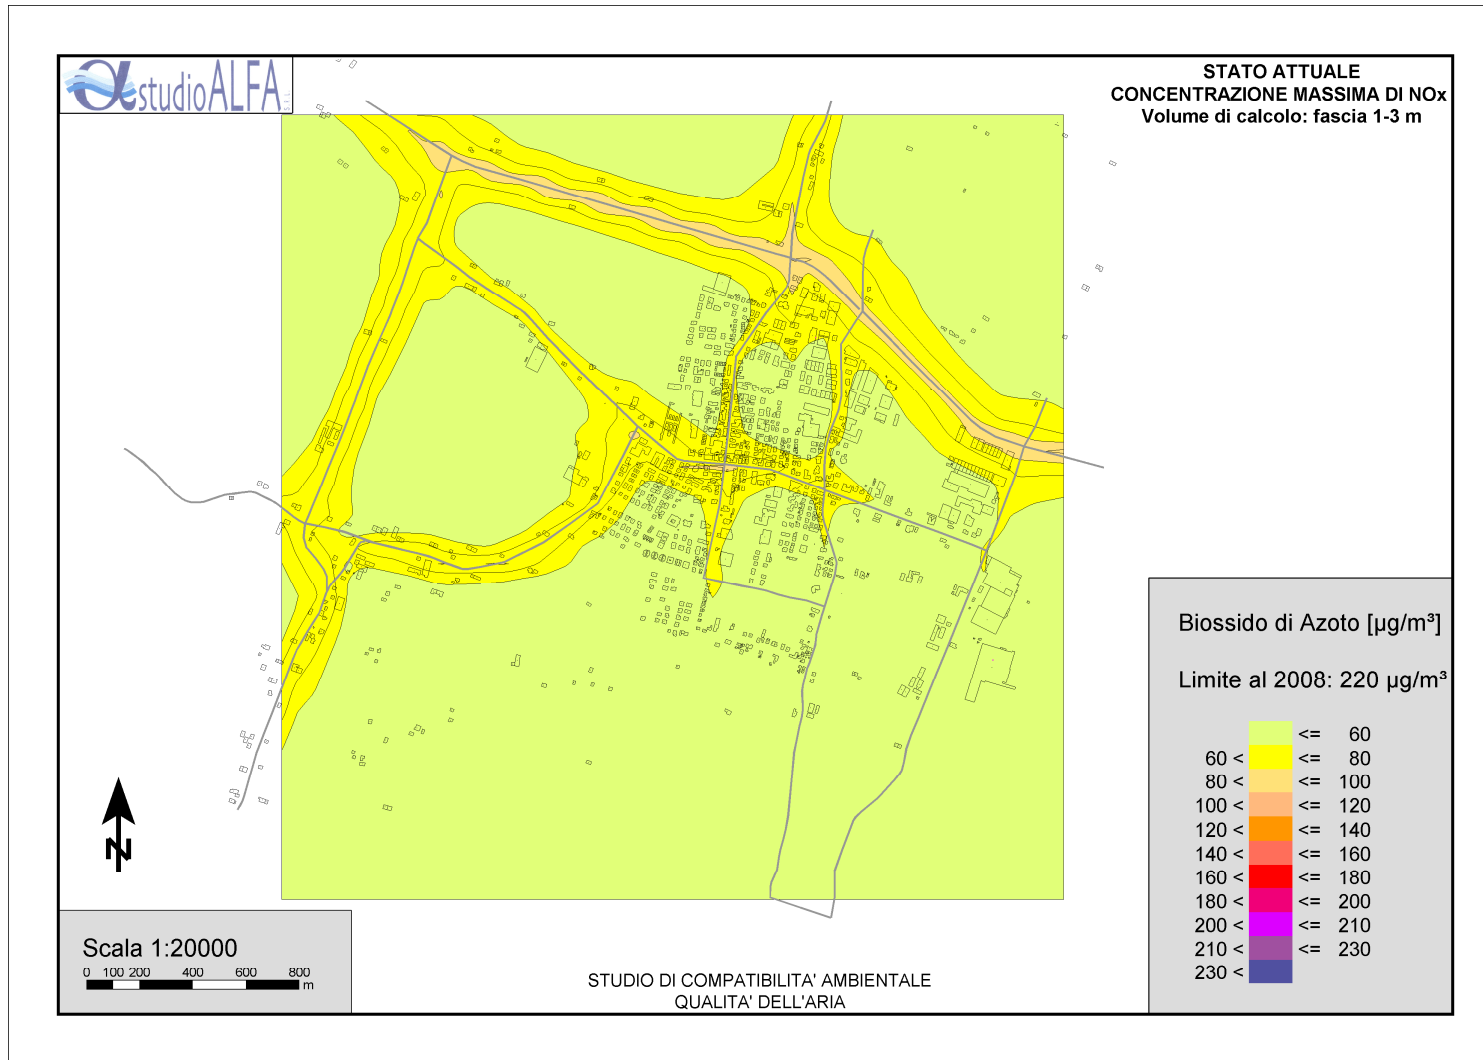 αstudioALFA
STATO ATTUALE
CONCENTRAZIONE MASSIMA DI NOx
Volume di calcolo: fascia 1-3 m
Biossido di Azoto [µg/m³]
Limite al 2008: 220 µg/m³
<= 60
60 < <= 80
80 < <= 100
100 < <= 120
120 < <= 140
140 < <= 160
160 < <= 180
180 < <= 200
200 < <= 210
210 < <= 230
230 <
N
Scala 1:20000
0 100 200 400 600 800
m
STUDIO DI COMPATIBILITA' AMBIENTALE
QUALITA' DELL'ARIA